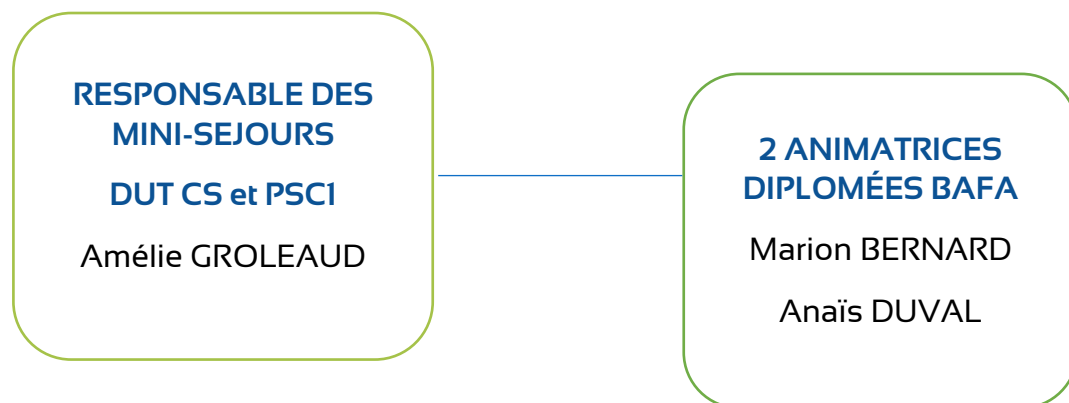 RESPONSABLE DES
MINI-SEJOURS
DUT CS et PSC1
Amélie GROLEAUD
2 ANIMATRICES
DIPLOMÉES BAFA
Marion BERNARD
Anaïs DUVAL